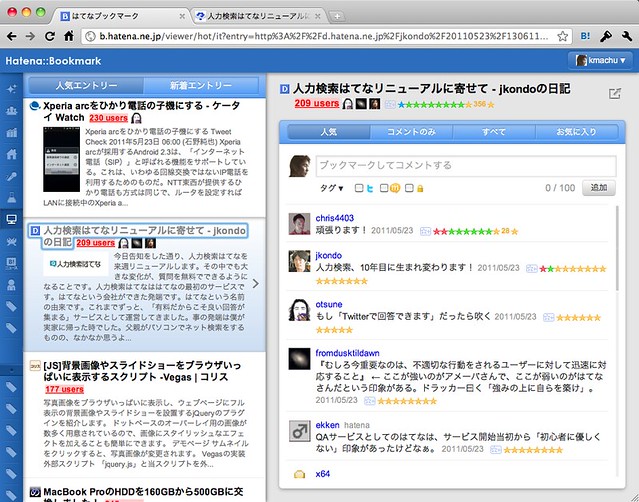 はてなブックマーク
人力検索はてなリニューアルに
b.hatena.ne.jp/viewer/hot/it?entry=http%3A%2F%2Fd.hatena.ne.jp%2Fjkondo%2F20110523%2F130611
Hatena::Bookmark
kmachu
人気エントリー
新着エントリー
Xperia arcをひかり電話の子機にする - ケータ
イ Watch 230 users
Xperia arcをひかり電話の子機にする Tweet
Check 2011年5月23日 06:00 (石野純也) Xperia
arcが採用するAndroid 2.3は、「インターネット
電話（SIP）」と呼ばれる機能をサポートしてい
る。これは、いわゆる回線交換ではないIP電話を
利用するためのものだ。NTT東西が提供するひか
り電話も方式は同じで、ルータを設定すれば
LANに接続中のXperia a...
人力検索はてなリニューアルに寄せて - jkondo
の日記 209 users
人力検索はてな
今日告知をした通り、人力検索はてなを
来週リニューアルします。その中でも大
きな変化が、質問を無料でできるように
なることです。人力検索はてなははてなの最初のサービスで
す。はてなという会社ができた発端です。はてなという名前
の由来です。これまでずっと、「有料だからこそ良い回答が
集まる」サービスとして運営してきました。事の発端は僕が
実家に帰った時でした。父親がパソコンでネット検索をする
ものの、なかなか思うよ...
[JS]背景画像やスライドショーをブラウザいっ
ぱいに表示するスクリプト -Vegas | コリス
177 users
写真画像をブラウザいっぱいに表示し、ウェブページにフル
表示の背景画像やスライドショーを設置するjQueryのプラグ
インを紹介します。 ドットベースのオーバーレイ用の画像が
数多く用意されているので、画像にスタイリッシュなエフェ
クトを加えることも簡単にできます。 デモページ サムネイル
をクリックすると、写真画像が変更されます。 Vegasの実装
外部スクリプト 「jquery.js」と当スクリプトを外...
MacBook ProのHDDを160GBから500GBに交
人力検索はてなリニューアルに寄せて - jkondoの日記
209 users 356
人気
コメントのみ
すべて
お気に入り
ブックマークしてコメントする
タグ▼
0 / 100
追加
chris4403
頑張ります！ 2011/05/23 28
jkondo
人力検索、10年目に生まれ変わります！ 2011/05/23
otsune
もし「Twitterで回答できます」だったら吹く 2011/05/23
fromdusktildawn
『むしろ今重要なのは、不適切な行動をされるユーザーに対して迅速に対
応すること』 ← ここが強いのがアメーバさんで、ここが弱いのがはてな
さんだという印象がある。ドラッカー曰く「強みの上に自らを築け」。
2011/05/23
ekken hatena
QAサービスとしてのはてなは、サービス開始当初から「初心者に優しく
ない」印象があったけどなぁ。 2011/05/23
x64